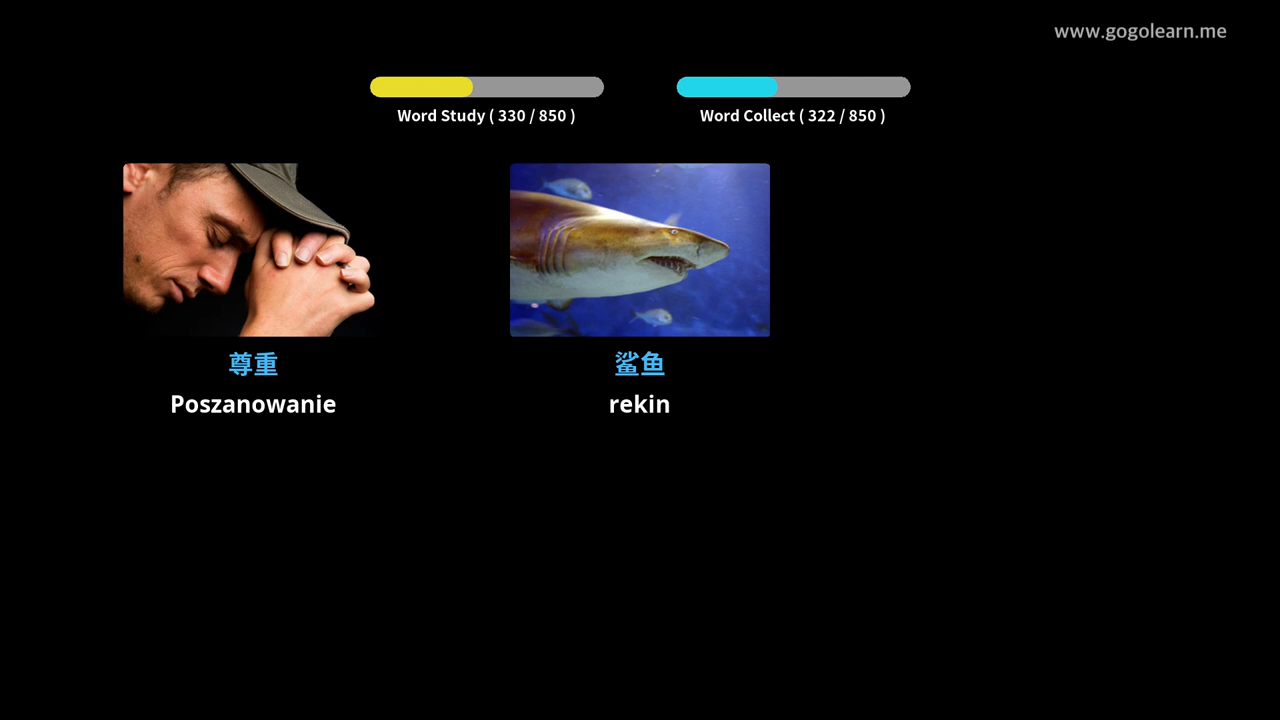 www.gogolearn.me
Word Study ( 330 / 850 )
Word Collect ( 322 / 850 )
尊重
Poszanowanie
鲨鱼
rekin